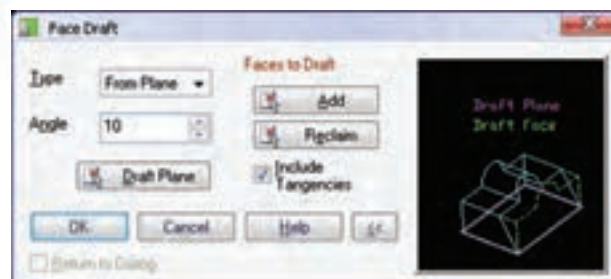 Face Draft
Type
From Plane
Angle
10
Draft Plane
Faces to Draft
Add
Reclaim
Include
Tangencies
OK
Cancel
Help
<<
Return to Dialog
Draft Plane
Draft Face